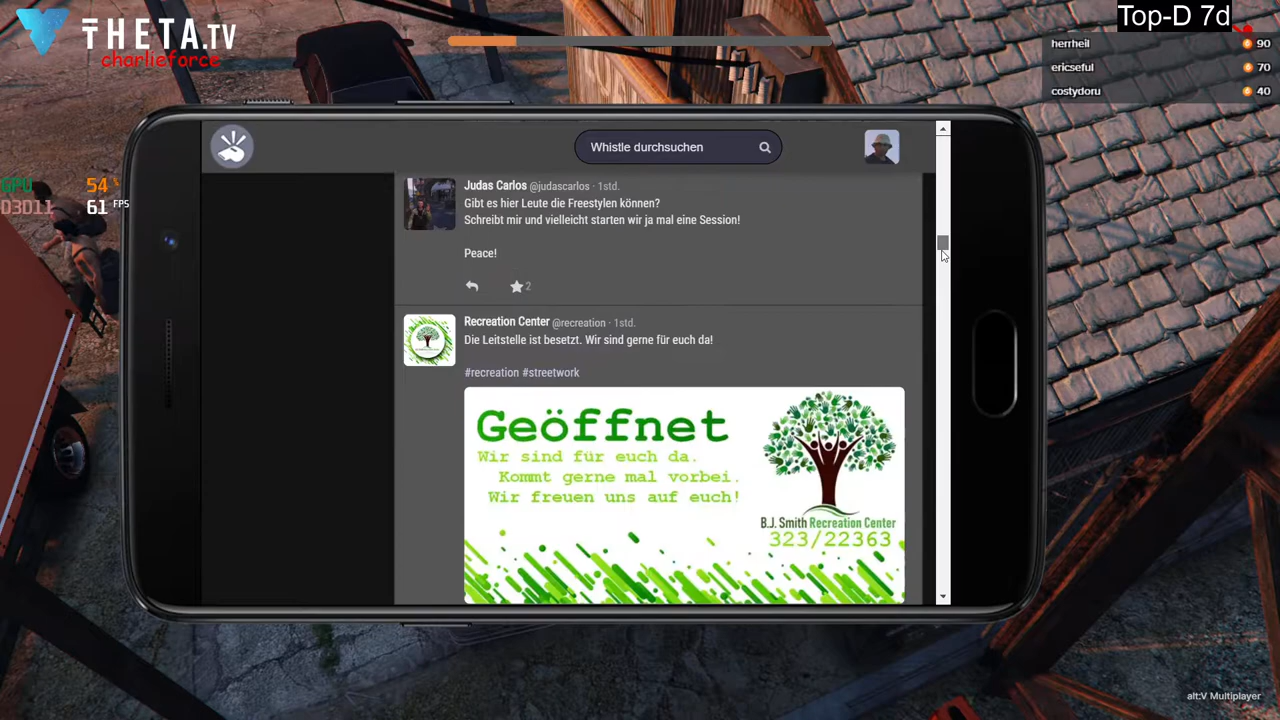 THETA.TV
charlieforce
Top-D 7d
herrheil 90
ericseful 70
costydoru 40
GPU 54 %
D3D11 61 FPS
Whistle durchsuchen
Judas Carlos @judascarlos · 1std.
Gibt es hier Leute die Freestylen können?
Schreibt mir und vielleicht starten wir ja mal eine Session!
Peace!
2
Recreation Center @recreation · 1std.
Die Leitstelle ist besetzt. Wir sind gerne für euch da!
#recreation #streetwork
Geöffnet
Wir sind für euch da.
Kommt gerne mal vorbei.
Wir freuen uns auf euch!
B.J. Smith Recreation Center
323/22363
alt:V Multiplayer